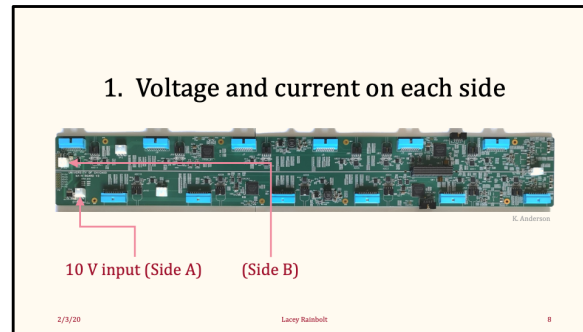 1. Voltage and current on each side
K. Anderson
10 V input (Side A)
(Side B)
2/3/20
Lacey Rainbolt
8